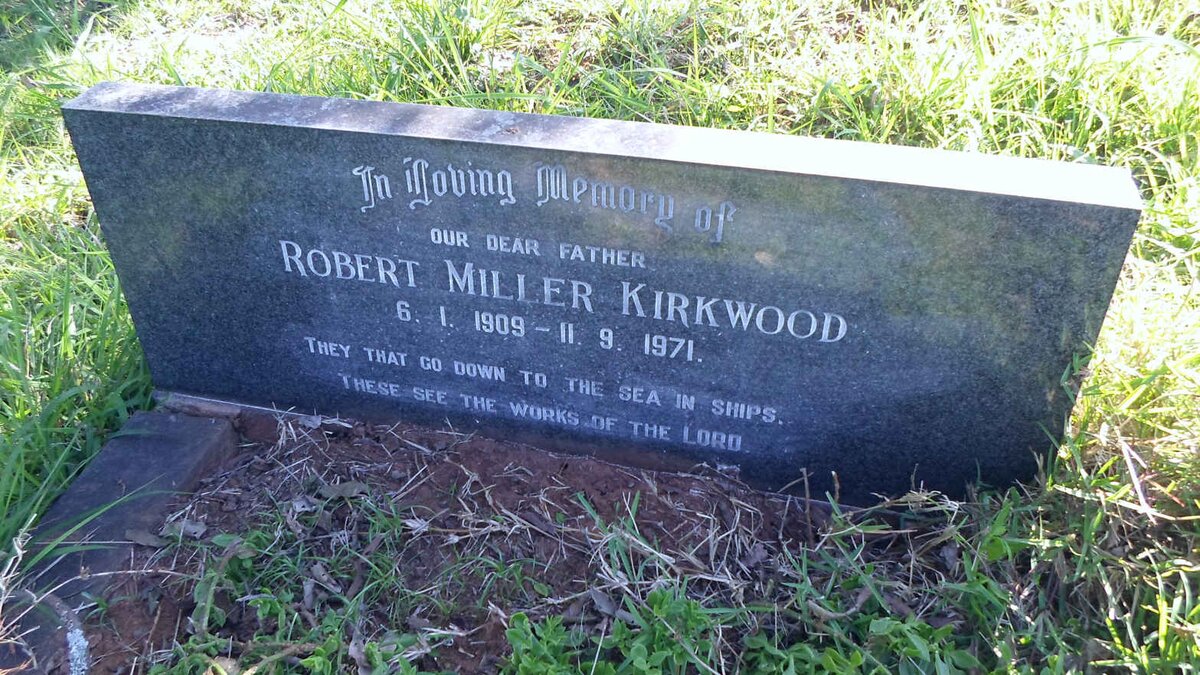 In Loving Memory of
OUR DEAR FATHER
ROBERT MILLER KIRKWOOD
6. 1. 1909 – 11. 9. 1971.
THEY THAT GO DOWN TO THE SEA IN SHIPS.
THESE SEE THE WORKS OF THE LORD